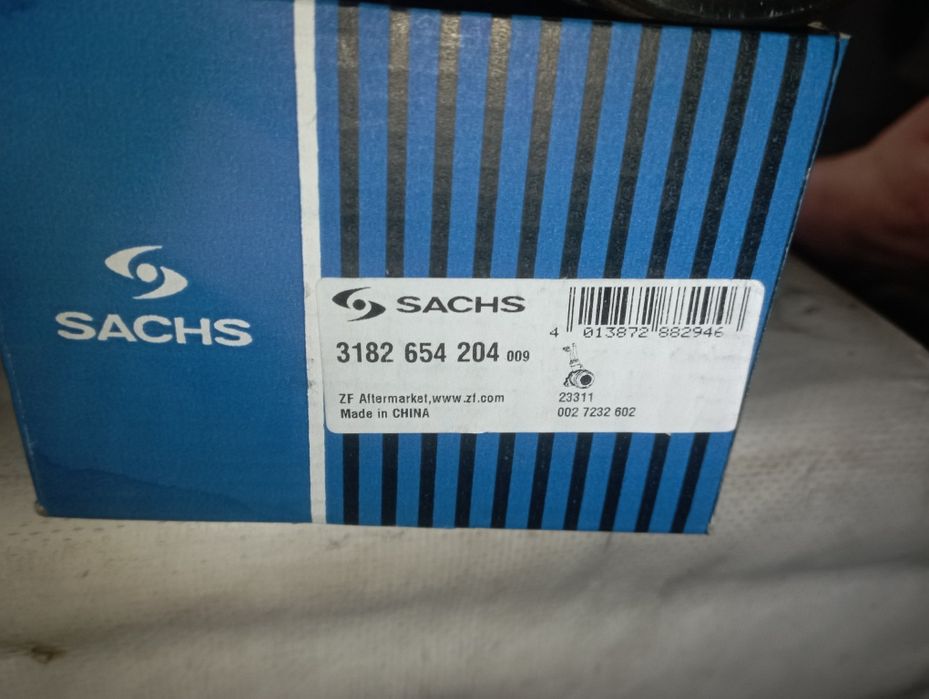 SACHS
SACHS
3182 654 204 009
ZF Aftermarket,www.zf.com
Made in CHINA
4 013872 882946
23311
002 7232 602